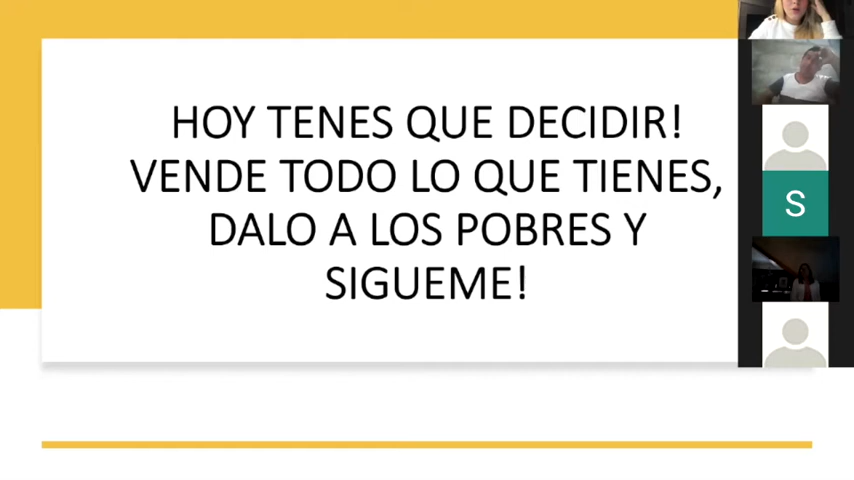 HOY TENES QUE DECIDIR!
VENDE TODO LO QUE TIENES,
DALO A LOS POBRES Y
SIGUEME!
S